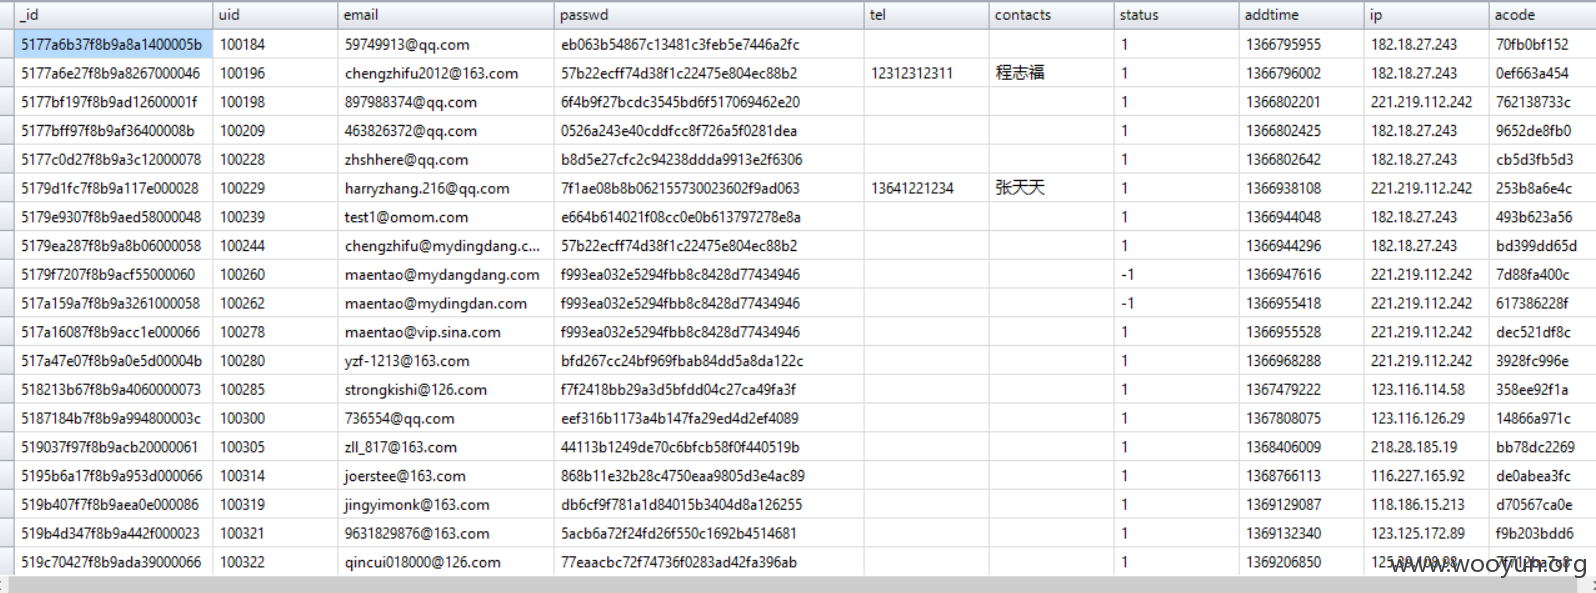 _id uid email passwd tel contacts status addtime ip acode
5177a6b37f8b9a8a1400005b 100184 59749913@qq.com eb063b54867c13481c3feb5e7446a2fc 1 1366795955 182.18.27.243 70fb0bf152
5177a6e27f8b9a8267000046 100196 chengzhifu2012@163.com 57b22ecff74d38f1c22475e804ec88b2 12312312311 程志福 1 1366796002 182.18.27.243 0ef663a454
5177bf197f8b9ad12600001f 100198 897988374@qq.com 6f4b9f27bcdc3545bd6f517069462e20 1 1366802201 221.219.112.242 762138733c
5177bff97f8b9af36400008b 100209 463826372@qq.com 0526a243e40cddfcc8f726a5f0281dea 1 1366802425 182.18.27.243 9652de8fb0
5177c0d27f8b9a3c12000078 100228 zhshhere@qq.com b8d5e27cfc2c94238ddda9913e2f6306 1 1366802642 182.18.27.243 cb5d3fb5d3
5179d1fc7f8b9a117e000028 100229 harryzhang.216@qq.com 7f1ae08b8b062155730023602f9ad063 13641221234 张天天 1 1366938108 221.219.112.242 253b8a6e4c
5179e9307f8b9aed58000048 100239 test1@omom.com e664b614021f08cc0e0b613797278e8a 1 1366944048 182.18.27.243 493b623a56
5179ea287f8b9a8b06000058 100244 chengzhifu@mydingdang.c... 57b22ecff74d38f1c22475e804ec88b2 1 1366944296 182.18.27.243 bd399dd65d
5179f7207f8b9acf55000060 100260 maentao@mydangdang.com f993ea032e5294fbb8c8428d77434946 -1 1366947616 221.219.112.242 7d88fa400c
517a159a7f8b9a3261000058 100262 maentao@mydingdan.com f993ea032e5294fbb8c8428d77434946 -1 1366955418 221.219.112.242 617386228f
517a16087f8b9acc1e000066 100278 maentao@vip.sina.com f993ea032e5294fbb8c8428d77434946 1 1366955528 221.219.112.242 dec521df8c
517a47e07f8b9a0e5d00004b 100280 yzf-1213@163.com bfd267cc24bf969fbab84dd5a8da122c 1 1366968288 221.219.112.242 3928fc996e
518213b67f8b9a4060000073 100285 strongkishi@126.com f7f2418bb29a3d5bfdd04c27ca49fa3f 1 1367479222 123.116.114.58 358ee92f1a
5187184b7f8b9a994800003c 100300 736554@qq.com eef316b1173a4b147fa29ed4d2ef4089 1 1367808075 123.116.126.29 14866a971c
519037f97f8b9acb20000061 100305 zll_817@163.com 44113b1249de70c6bfcb58f0f440519b 1 1368406009 218.28.185.19 bb78dc2269
5195b6a17f8b9a953d000066 100314 joerstee@163.com 868b11e32b28c4750eaa9805d3e4ac89 1 1368766113 116.227.165.92 de0abea3fc
519b407f7f8b9aea0e000086 100319 jingyimonk@163.com db6cf9f781a1d84015b3404d8a126255 1 1369129087 118.186.15.213 d70567ca0e
519b4d347f8b9a442f000023 100321 9631829876@163.com 5acb6a72f24fd26f550c1692b4514681 1 1369132340 123.125.172.89 f9b203bdd6
519c70427f8b9ada39000066 100322 qincui018000@126.com 77eaacbc72f74736f0283ad42fa396ab 1 1369206850
www.wooyun.org